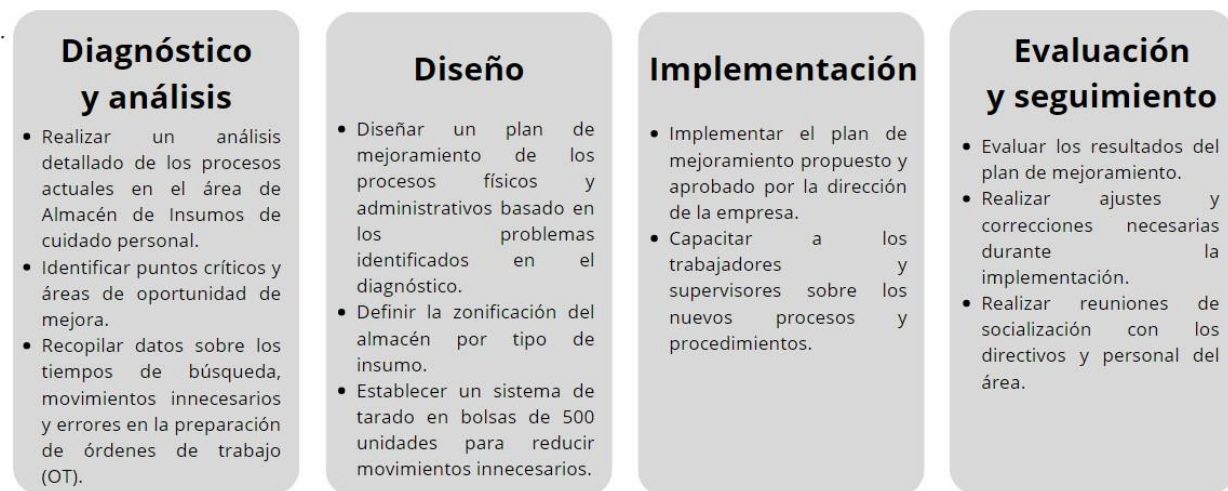 Diagnóstico
y análisis
• Realizar un análisis
detallado de los procesos
actuales en el área de
Almacén de Insumos de
cuidado personal.
• Identificar puntos críticos y
áreas de oportunidad de
mejora.
• Recopilar datos sobre los
tiempos de búsqueda,
movimientos innecesarios
y errores en la preparación
de órdenes de trabajo
(OT).
Diseño
• Diseñar un plan de
mejoramiento de los
procesos físicos y
administrativos basado en
los problemas
identificados en el
diagnóstico.
• Definir la zonificación del
almacén por tipo de
insumo.
• Establecer un sistema de
tarado en bolsas de 500
unidades para reducir
movimientos innecesarios.
Implementación
• Implementar el plan de
mejoramiento propuesto y
aprobado por la dirección
de la empresa.
• Capacitar a los
trabajadores y
supervisores sobre los
nuevos procesos y
procedimientos.
Evaluación
y seguimiento
• Evaluar los resultados del
plan de mejoramiento.
• Realizar ajustes y
correcciones necesarias
durante la
implementación.
• Realizar reuniones de
socialización con los
directivos y personal del
área.